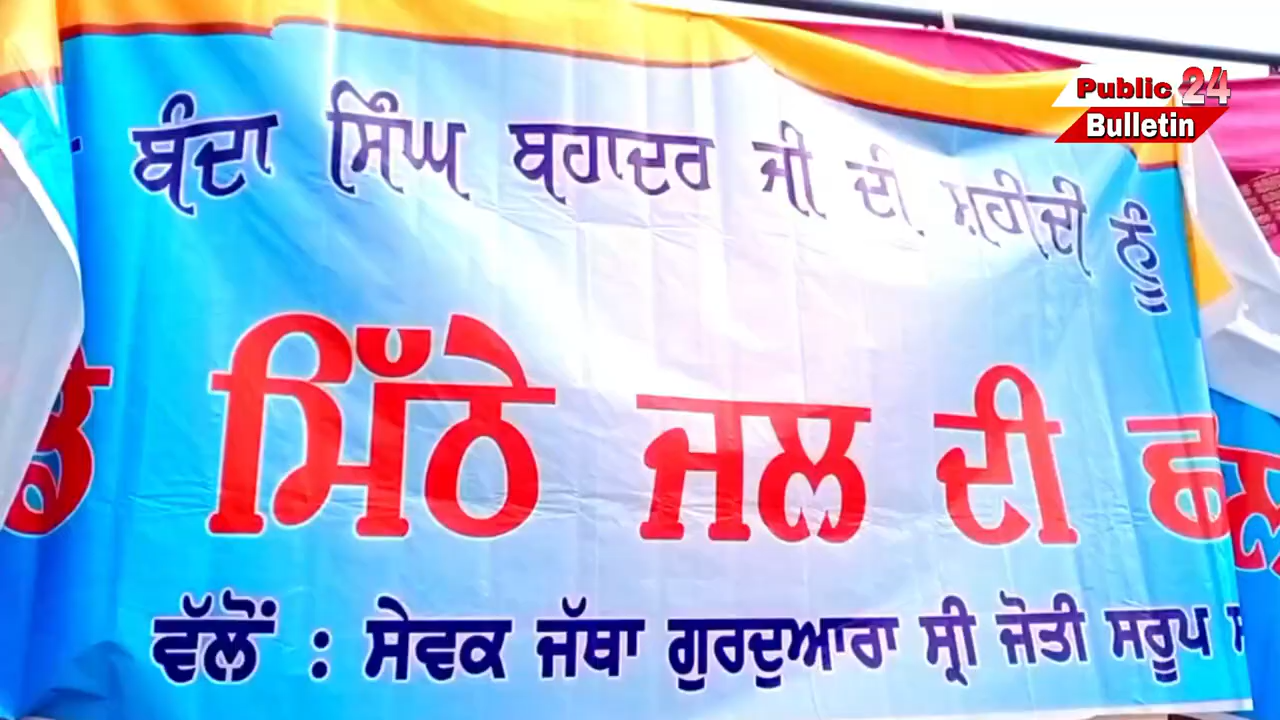 Public 24
Bulletin
ਬੰਦਾ ਸਿੰਘ ਬਹਾਦਰ ਜੀ ਦੀ ਸ਼ਹੀਦੀ ਨੂੰ
ਮਿੱਠੇ ਜਲ ਦੀ
ਵੱਲੋਂ : ਸੇਵਕ ਜੱਥਾ ਗੁਰਦੁਆਰਾ ਸ੍ਰੀ ਜੋਤੀ ਸਰੂਪ